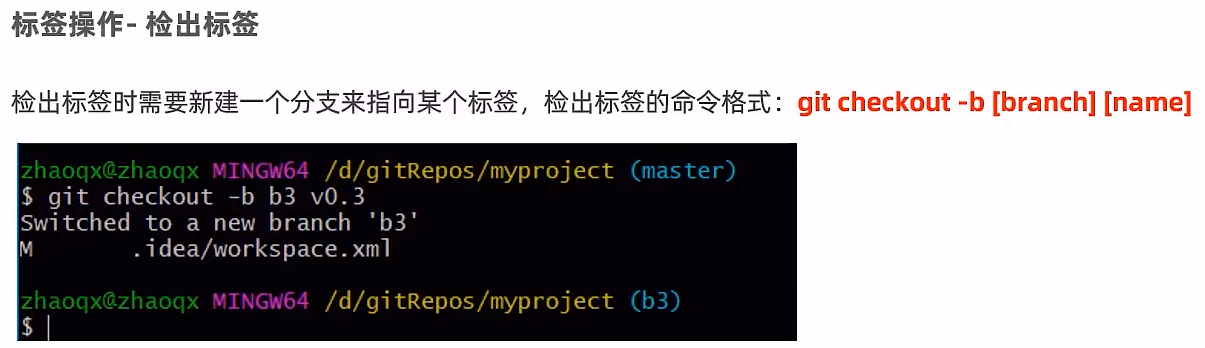 标签操作- 检出标签
检出标签时需要新建一个分支来指向某个标签，检出标签的命令格式：git checkout -b [branch] [name]
zhaoqx@zhaoqx MINGW64 /d/gitRepos/myproject (master)
$ git checkout -b b3 v0.3
Switched to a new branch 'b3'
M       .idea/workspace.xml
zhaoqx@zhaoqx MINGW64 /d/gitRepos/myproject (b3)
$